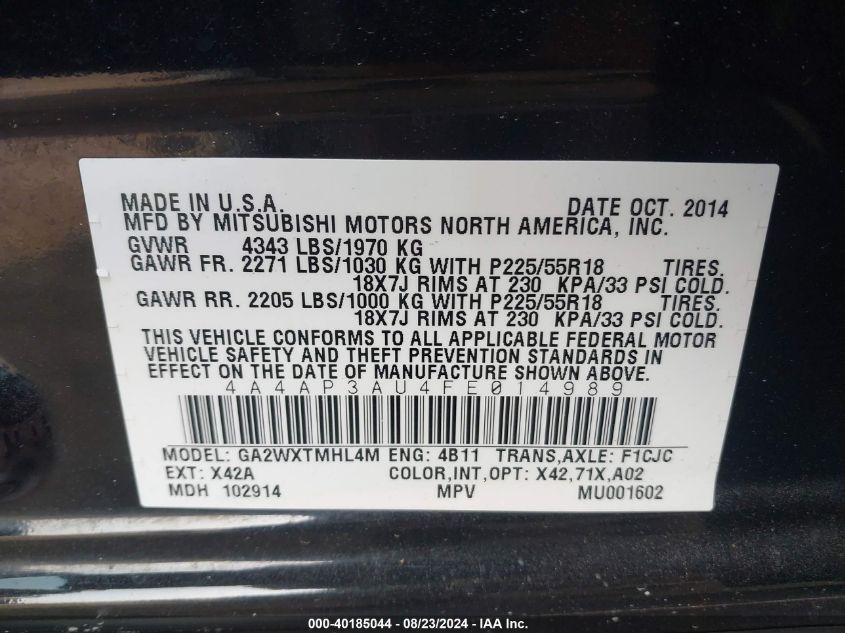 MADE IN U.S.A. DATE OCT. 2014
MFD BY MITSUBISHI MOTORS NORTH AMERICA, INC.
GVWR 4343 LBS/1970 KG
GAWR FR. 2271 LBS/1030 KG WITH P225/55R18 TIRES.
18X7J RIMS AT 230 KPA/33 PSI COLD.
GAWR RR. 2205 LBS/1000 KG WITH P225/55R18 TIRES.
18X7J RIMS AT 230 KPA/33 PSI COLD.
THIS VEHICLE CONFORMS TO ALL APPLICABLE FEDERAL MOTOR
VEHICLE SAFETY AND THEFT PREVENTION STANDARDS IN
EFFECT ON THE DATE OF MANUFACTURE SHOWN ABOVE.
4A4AP3AU4FE014989
MODEL: GA2WXTMHL4M ENG: 4B11 TRANS,AXLE: F1CJC
EXT: X42A COLOR,INT,OPT: X42,71X,A02
MDH 102914 MPV MU001602
000-40185044 - 08/23/2024 - IAA, Inc.